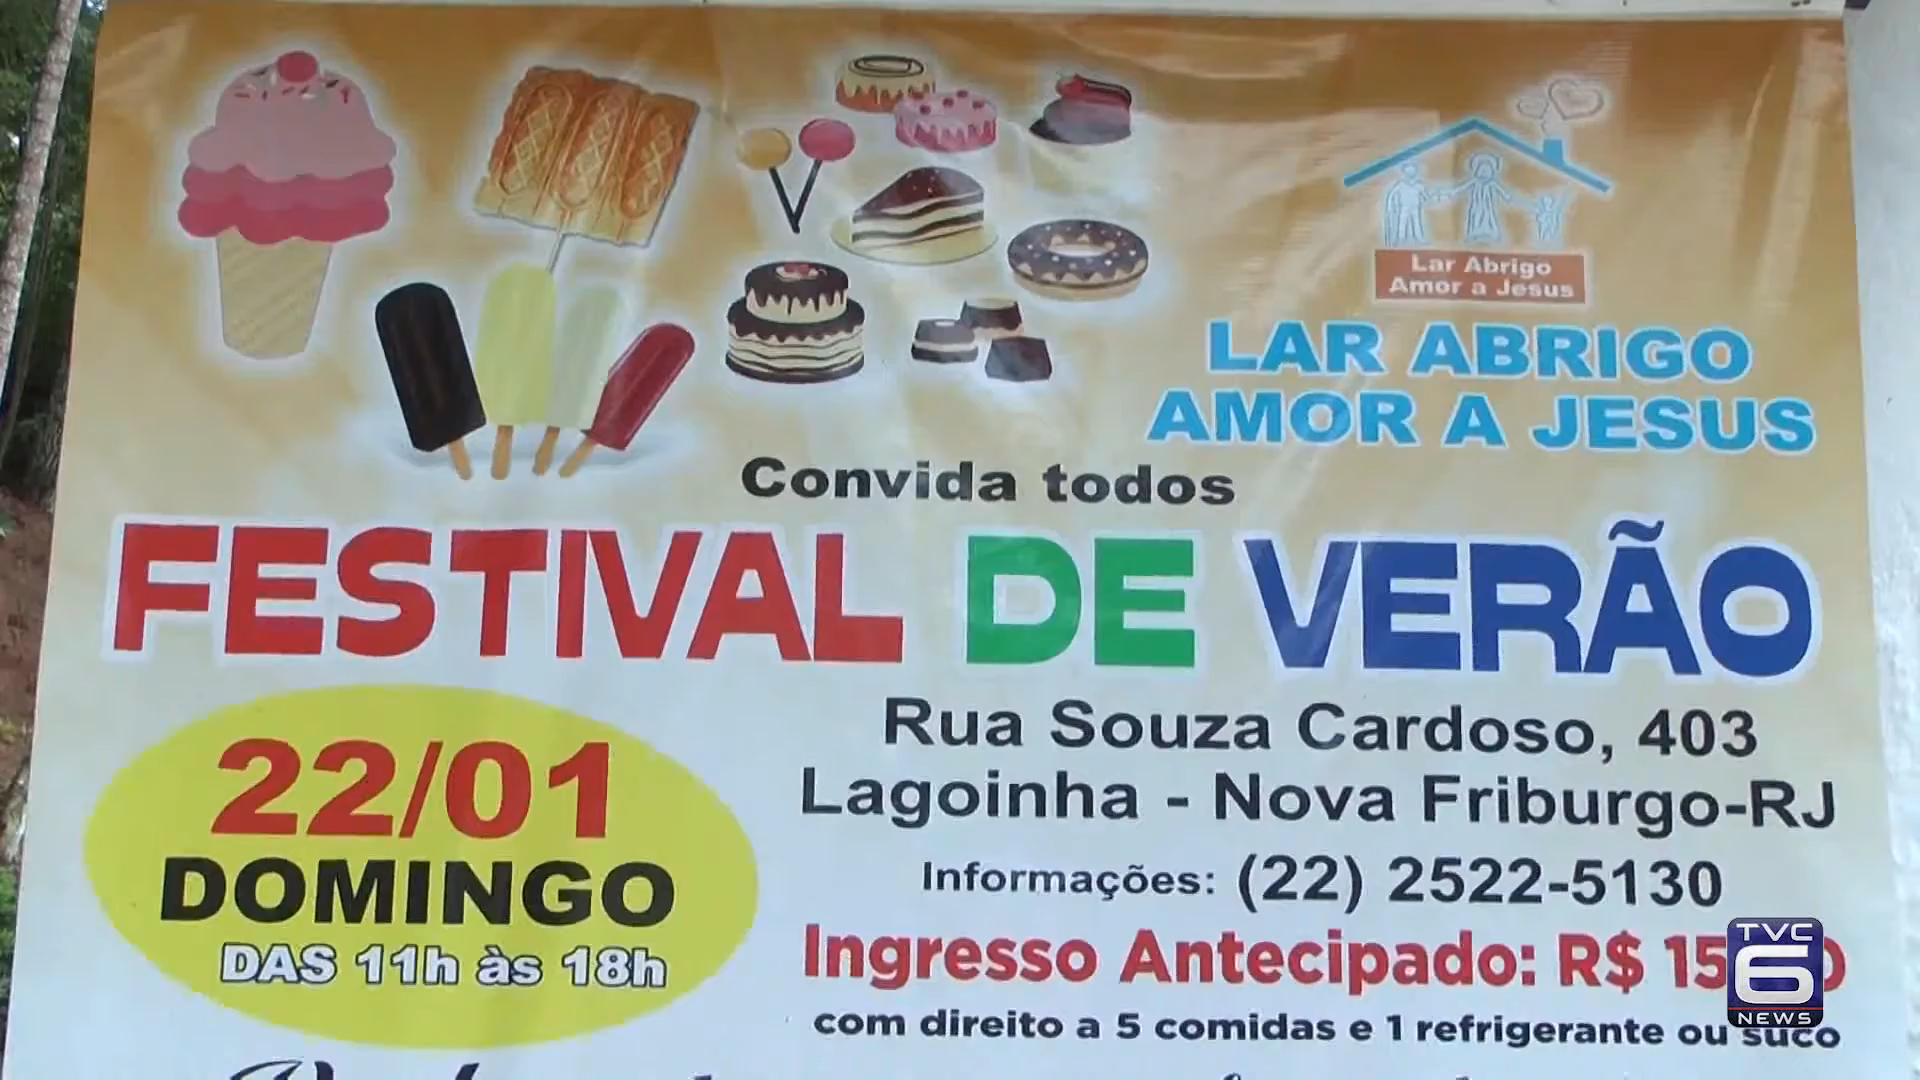 Lar Abrigo
Amor a Jesus
LAR ABRIGO
AMOR A JESUS
Convida todos
FESTIVAL DE VERÃO
22/01
DOMINGO
DAS 11h às 18h
Rua Souza Cardoso, 403
Lagoinha - Nova Friburgo-RJ
Informações: (22) 2522-5130
Ingresso Antecipado: R$
com direito a 5 comidas e 1 refrigerante ou suco
TVC
6
NEWS